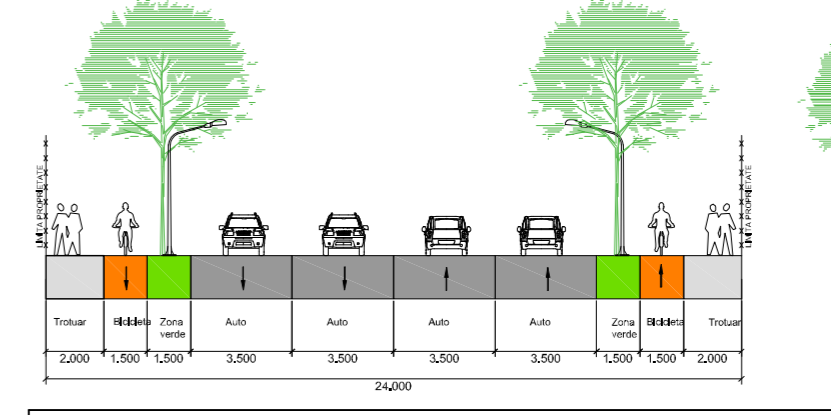 LIMITA PROPRIETATE
LIMITA PROPRIETATE
Trotuar
Bicicleta
Zona
verde
Auto
Auto
Auto
Auto
Zona
verde
Bicicleta
Trotuar
2.000
1.500
1.500
3.500
3.500
3.500
3.500
1.500
1.500
2.000
24.000